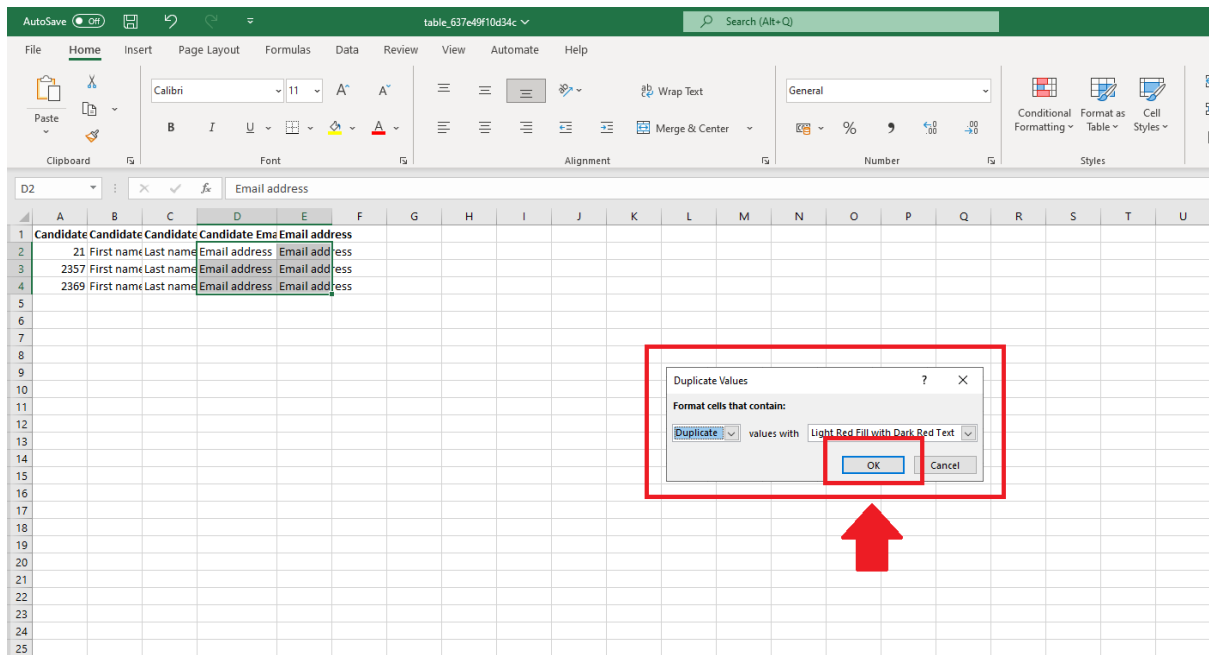 AutoSave Off table_637e49f10d34c Search (Alt+Q)
File Home Insert Page Layout Formulas Data Review View Automate Help
Calibri 11 A A ab Wrap Text General
Paste B I U A Merge & Center % 9 .00 .00 Conditional Formatting Format as Table Cell Styles
Clipboard Font Alignment Number Styles
D2 fx Email address
A B C D E F G H I J K L M N O P Q R S T U
1 Candidate Candidate Candidate Candidate Ema Email address
2 21 First name Last name Email address Email address
3 2357 First name Last name Email address Email address
4 2369 First name Last name Email address Email address
5
6
7
8
9
10
11
12
13
14
15
16
17
18
19
20
21
22
23
24
25
Duplicate Values ?
Format cells that contain:
Duplicate values with Light Red Fill with Dark Red Text
OK Cancel